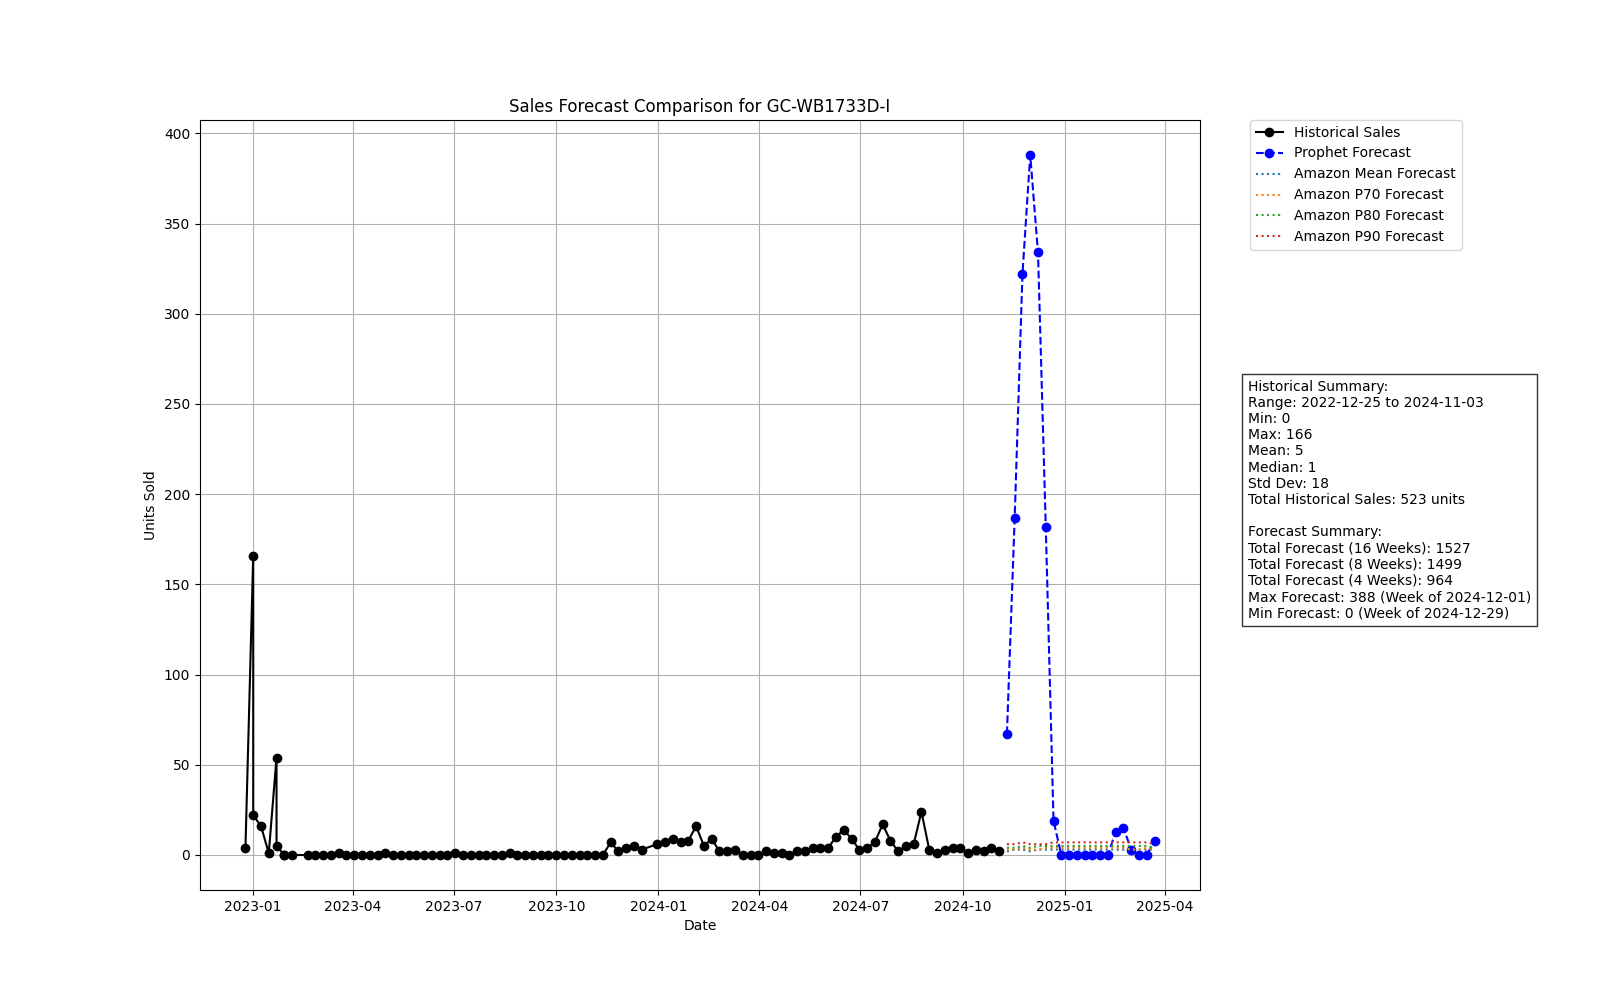 Sales Forecast Comparison for GC-WB1733D-I
400
350
300
250
200
150
100
50
0
Units Sold
2023-01
2023-04
2023-07
2023-10
2024-01
2024-04
2024-07
2024-10
2025-01
2025-04
Date
Historical Sales
Prophet Forecast
Amazon Mean Forecast
Amazon P70 Forecast
Amazon P80 Forecast
Amazon P90 Forecast
Historical Summary:
Range: 2022-12-25 to 2024-11-03
Min: 0
Max: 166
Mean: 5
Median: 1
Std Dev: 18
Total Historical Sales: 523 units
Forecast Summary:
Total Forecast (16 Weeks): 1527
Total Forecast (8 Weeks): 1499
Total Forecast (4 Weeks): 964
Max Forecast: 388 (Week of 2024-12-01)
Min Forecast: 0 (Week of 2024-12-29)